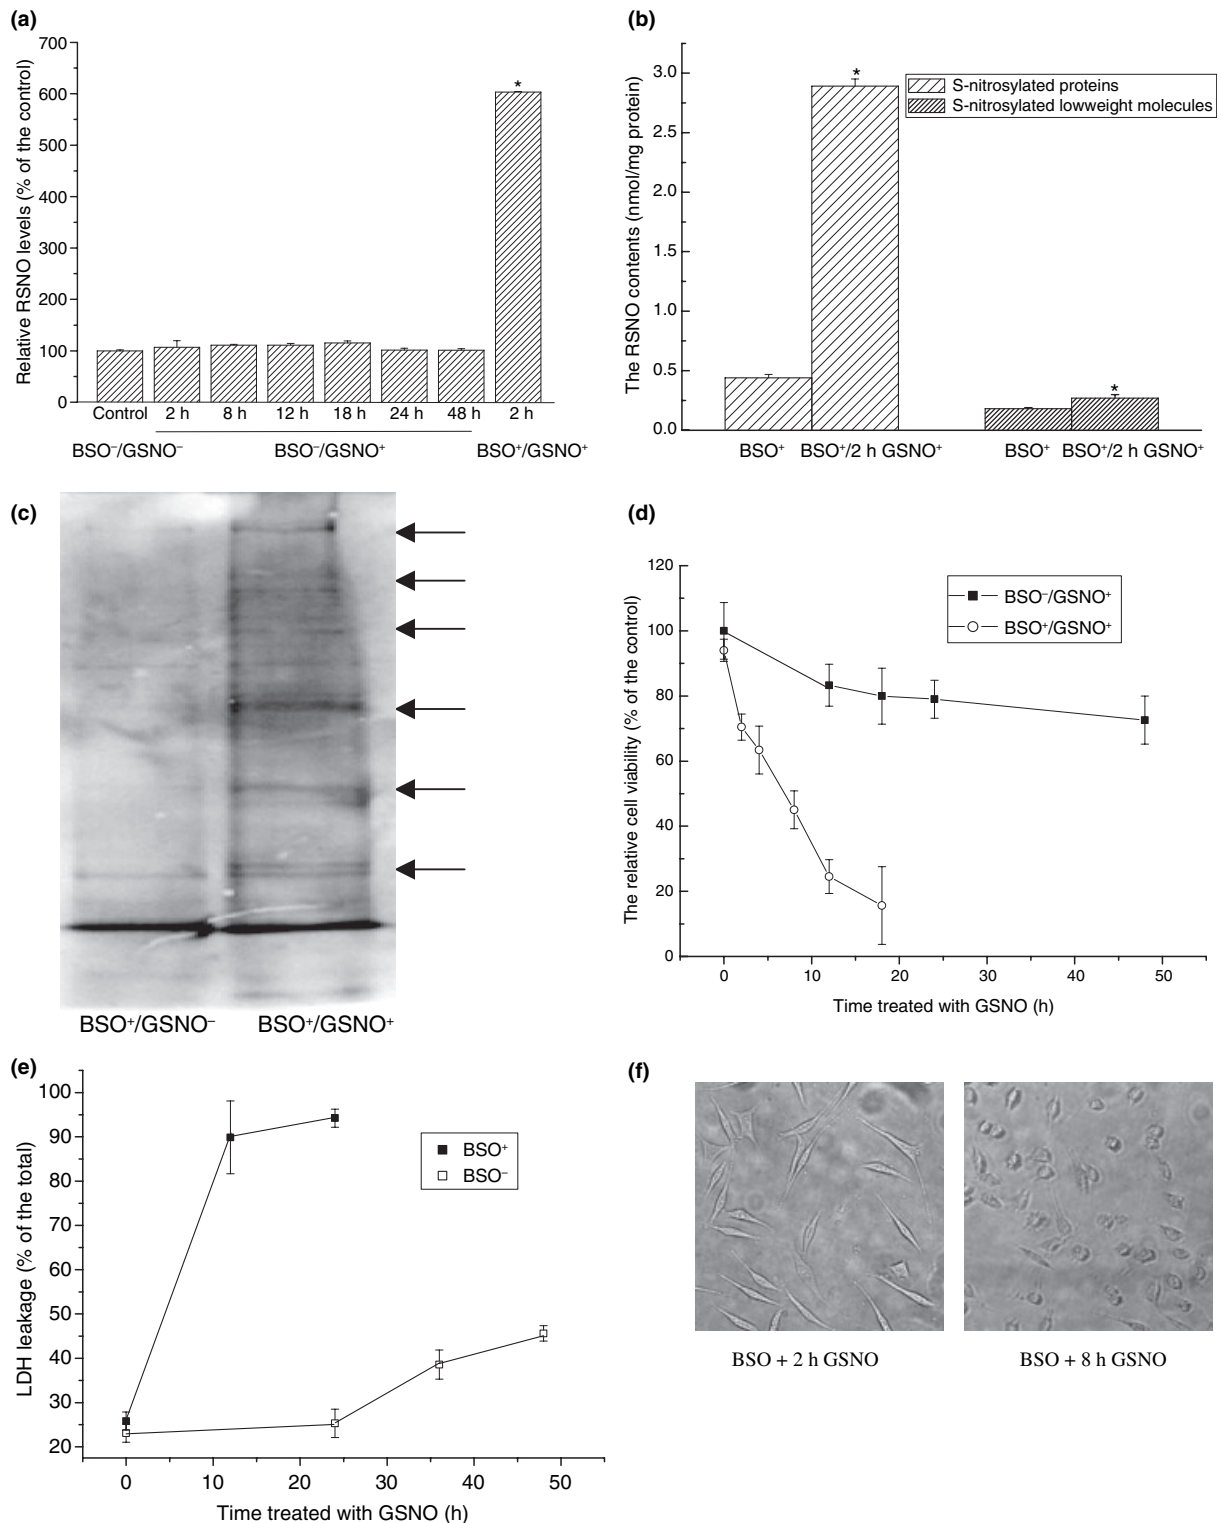 (a)
Relative RSNO levels (% of the control)
700
600
500
400
300
200
100
0
*
Control 2 h 8 h 12 h 18 h 24 h 48 h 2 h
BSO⁻/GSNO⁻ BSO⁻/GSNO⁺ BSO⁺/GSNO⁺
(b)
The RSNO contents (nmol/mg protein)
3.0
2.5
2.0
1.5
1.0
0.5
0.0
*
*
S-nitrosylated proteins
S-nitrosylated lowweight molecules
BSO⁺ BSO⁺/2 h GSNO⁺ BSO⁺ BSO⁺/2 h GSNO⁺
(c)
BSO⁺/GSNO⁻ BSO⁺/GSNO⁺
(d)
The relative cell viability (% of the control)
120
100
80
60
40
20
0
BSO⁻/GSNO⁺
BSO⁺/GSNO⁺
0 10 20 30 40 50
Time treated with GSNO (h)
(e)
LDH leakage (% of the total)
100
90
80
70
60
50
40
30
20
BSO⁺
BSO⁻
0 10 20 30 40 50
Time treated with GSNO (h)
(f)
BSO + 2 h GSNO BSO + 8 h GSNO